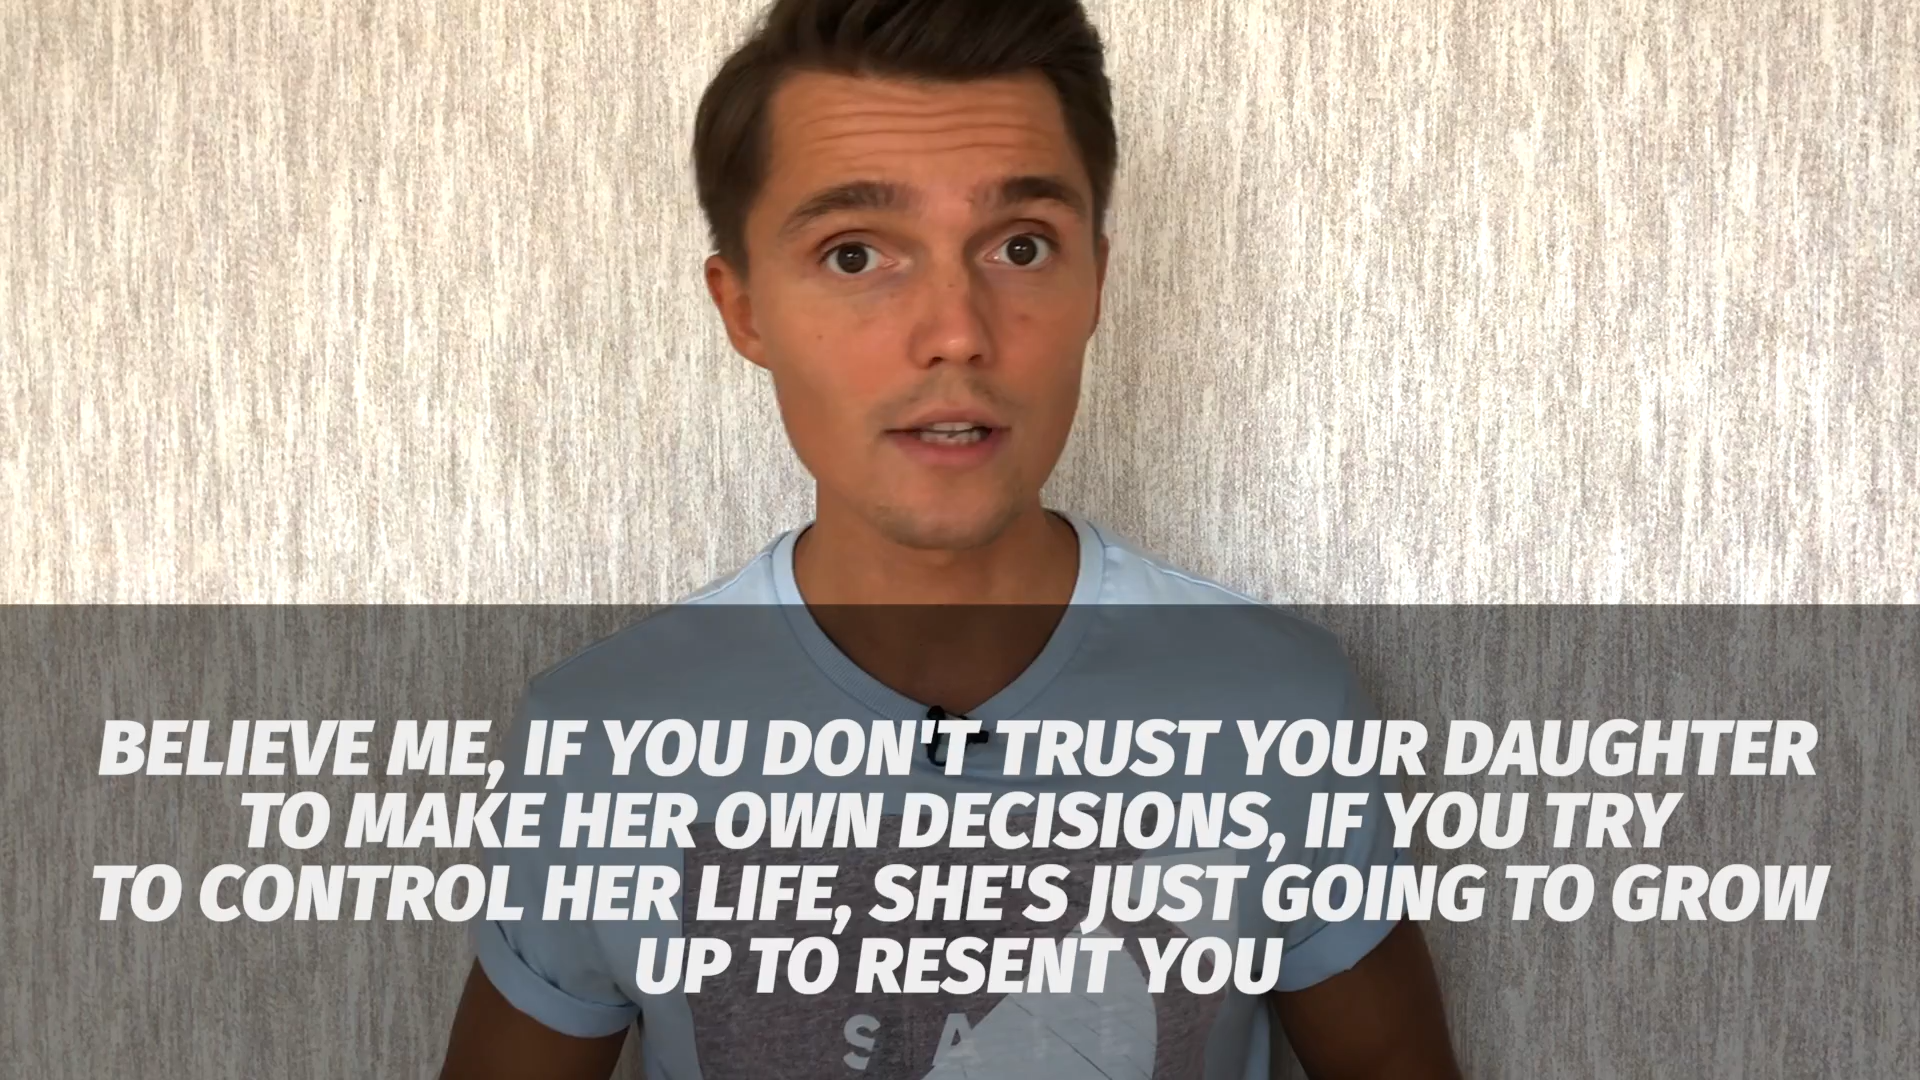 BELIEVE ME, IF YOU DON'T TRUST YOUR DAUGHTER
TO MAKE HER OWN DECISIONS, IF YOU TRY
TO CONTROL HER LIFE, SHE'S JUST GOING TO GROW
UP TO RESENT YOU